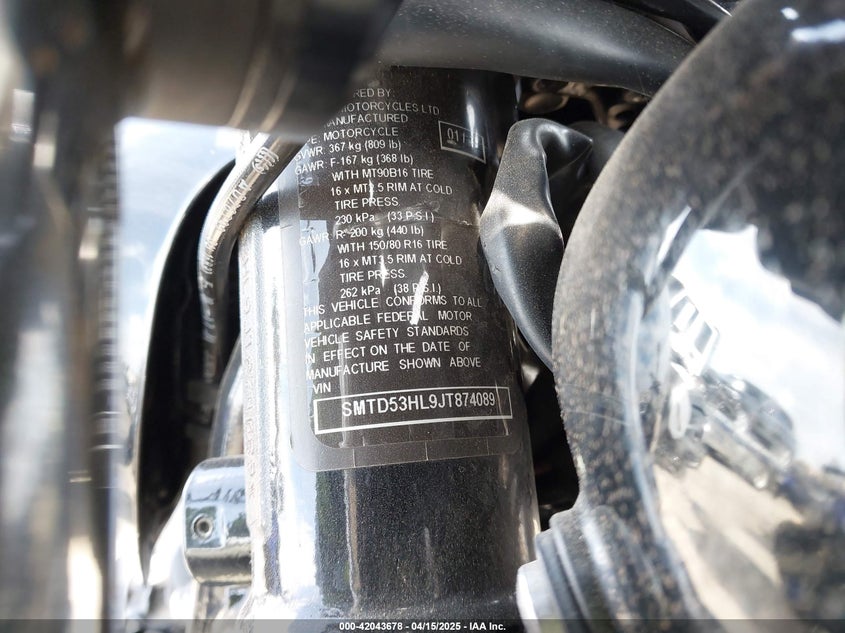 RED BY:
MOTORCYCLES LTD
MANUFACTURED
PE: MOTORCYCLE
GVWR: 367 kg (809 lb)
GAWR: F-167 kg (368 lb)
WITH MT90B16 TIRE
16 x MT2.5 RIM AT COLD
TIRE PRESS.
230 kPa (33 P.S.I)
GAWR: R- 200 kg (440 lb)
WITH 150/80 R16 TIRE
16 x MT3.5 RIM AT COLD
TIRE PRESS.
262 kPa (38 P.S.I)
THIS VEHICLE CONFORMS TO ALL
APPLICABLE FEDERAL MOTOR
VEHICLE SAFETY STANDARDS
IN EFFECT ON THE DATE OF
MANUFACTURE SHOWN ABOVE
VIN
SMTD53HL9JT874089
000-42043678 - 04/15/2025 - IAA Inc.